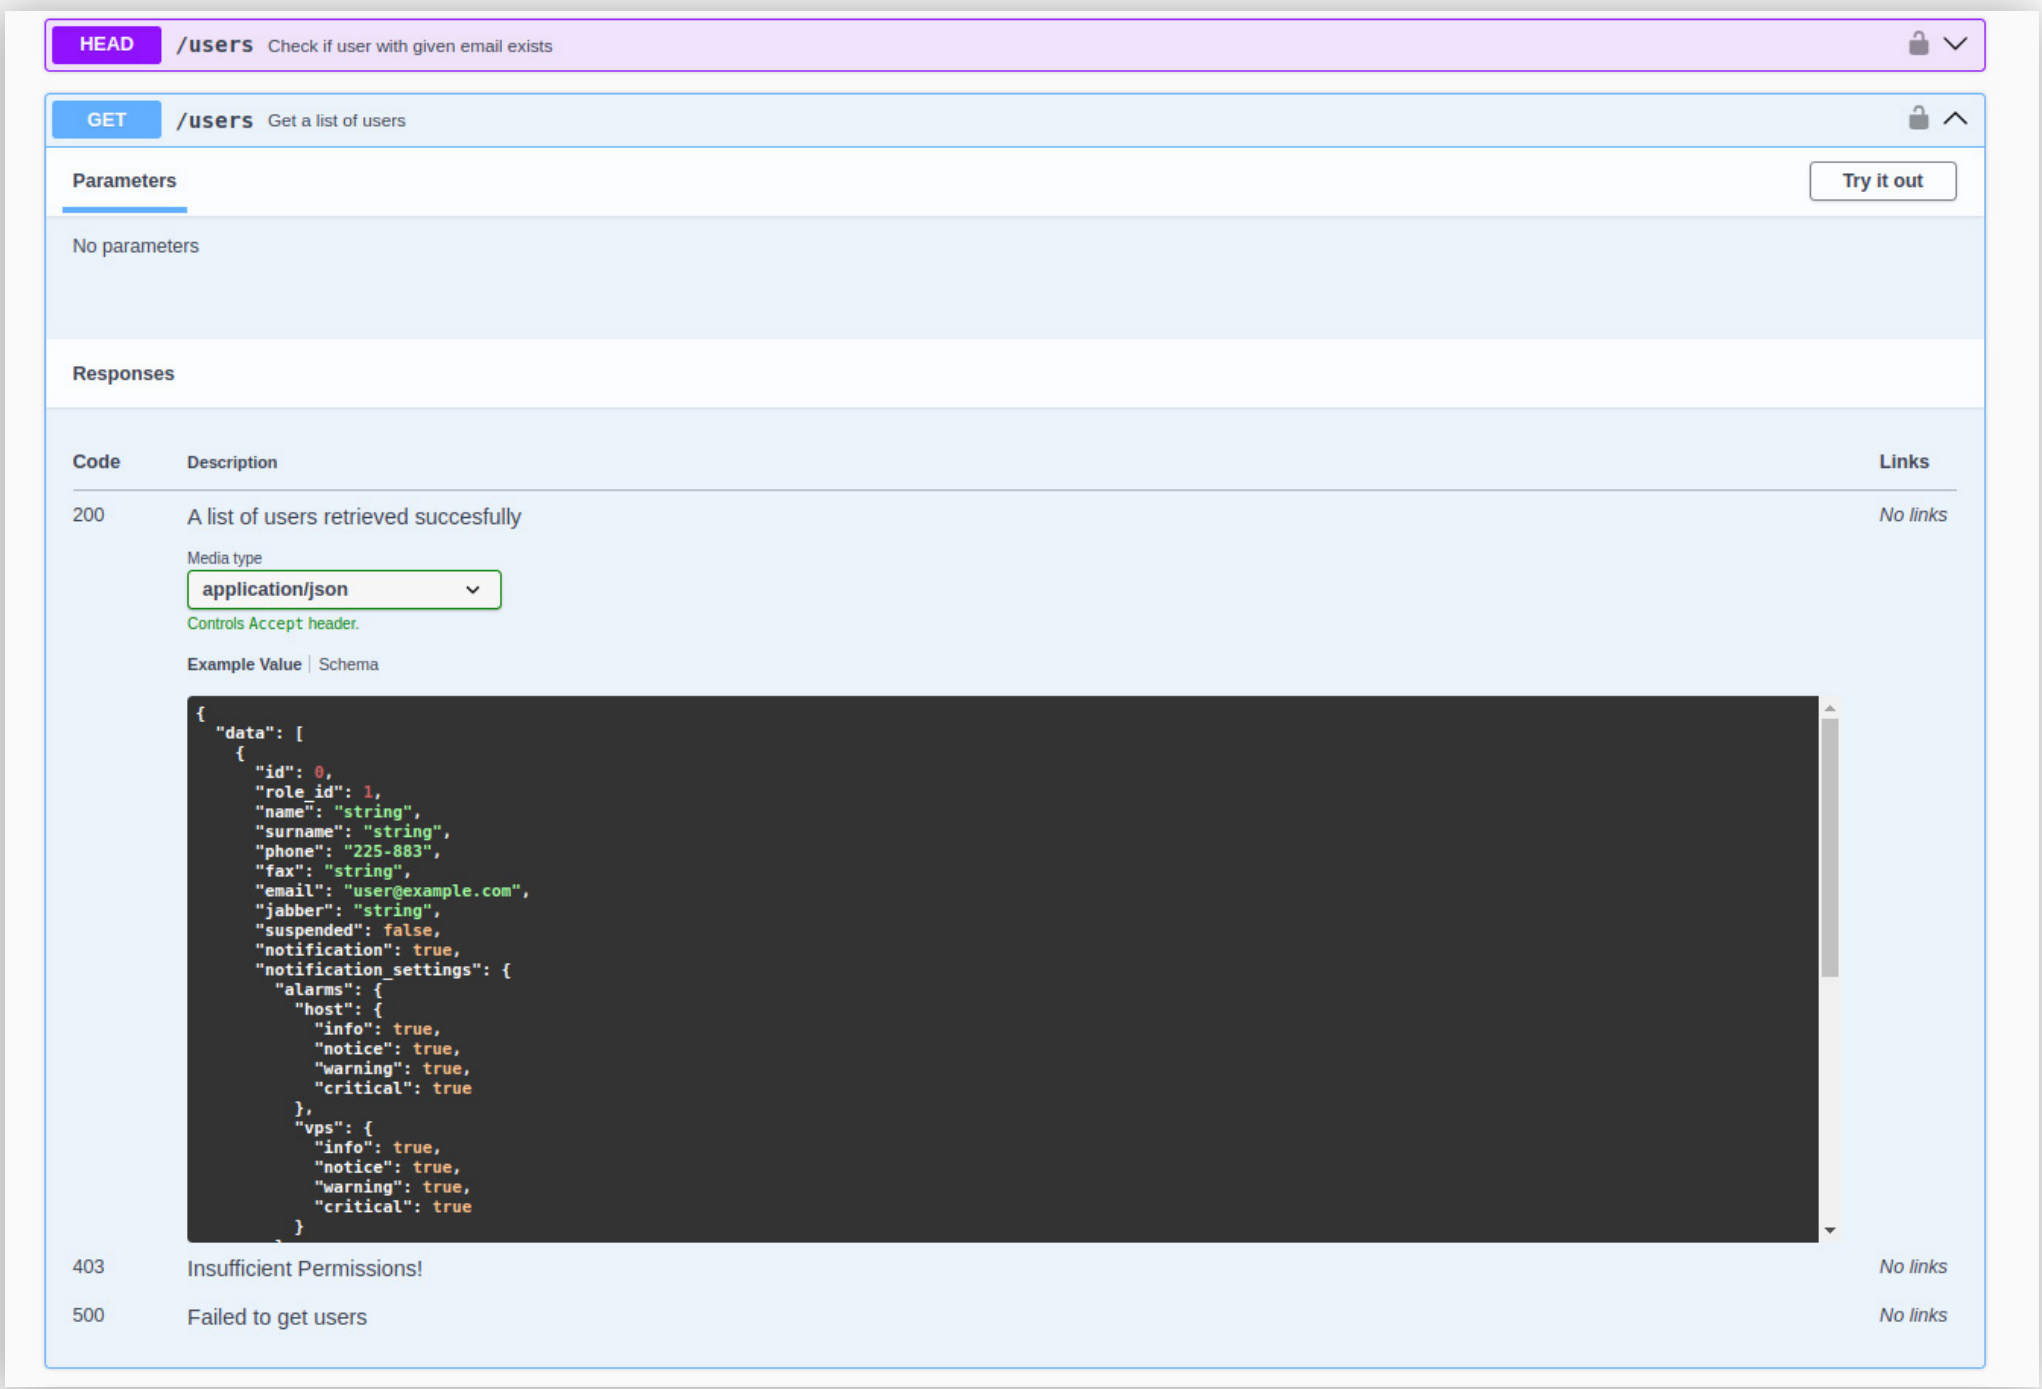 HEAD /users Check if user with given email exists
GET /users Get a list of users
Parameters Try it out
No parameters
Responses
Code Description Links
200 A list of users retrieved succesfully No links
Media type
application/json
Controls Accept header.
Example Value Schema
{
  "data": [
    {
      "id": 0,
      "role_id": 1,
      "name": "string",
      "surname": "string",
      "phone": "225-883",
      "fax": "string",
      "email": "user@example.com",
      "jabber": "string",
      "suspended": false,
      "notification": true,
      "notification_settings": {
        "alarms": {
          "host": {
            "info": true,
            "notice": true,
            "warning": true,
            "critical": true
          },
          "vps": {
            "info": true,
            "notice": true,
            "warning": true,
            "critical": true
          }
403 Insufficient Permissions! No links
500 Failed to get users No links